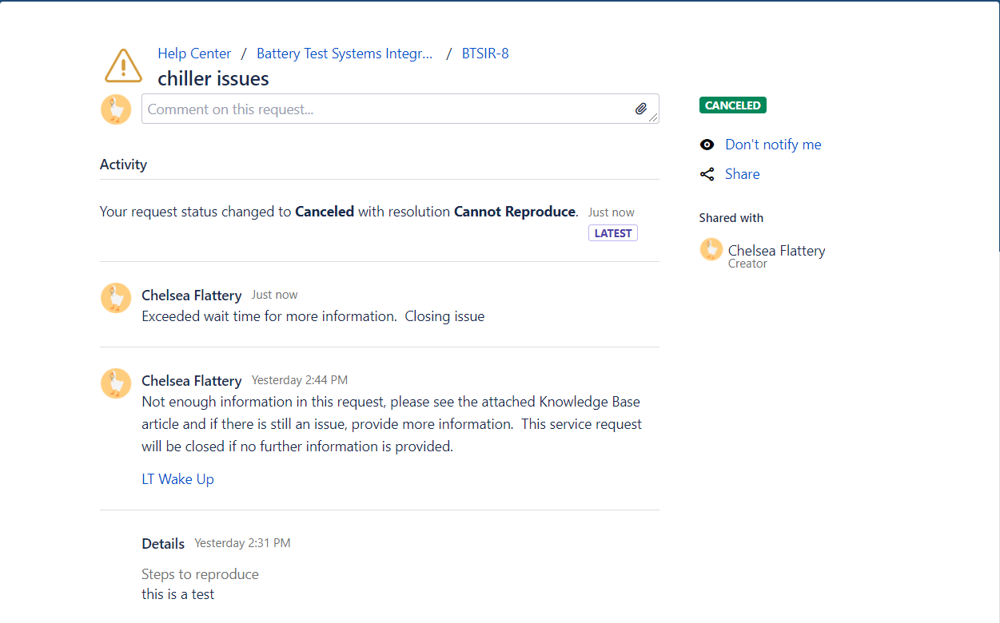 Help Center / Battery Test Systems Integr... / BTSIR-8
chiller issues
Comment on this request...
CANCELED
Don't notify me
Share
Shared with
Chelsea Flattery
Creator
Activity
Your request status changed to Canceled with resolution Cannot Reproduce. Just now
LATEST
Chelsea Flattery Just now
Exceeded wait time for more information. Closing issue
Chelsea Flattery Yesterday 2:44 PM
Not enough information in this request, please see the attached Knowledge Base
article and if there is still an issue, provide more information. This service request
will be closed if no further information is provided.
LT Wake Up
Details Yesterday 2:31 PM
Steps to reproduce
this is a test